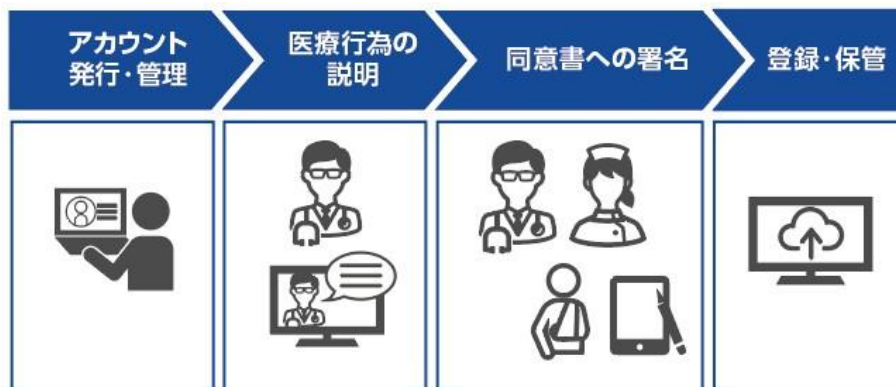 アカウント
発行・管理
医療行為の
説明
同意書への署名
登録・保管